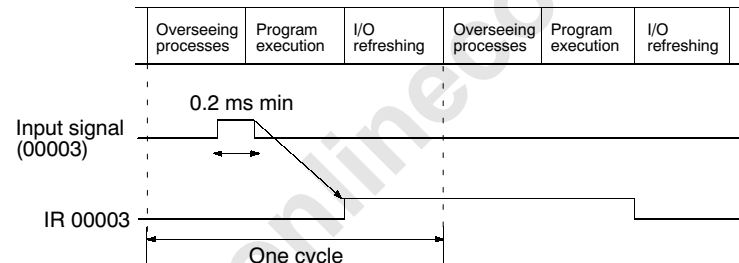 Overseeing processes
Program execution
I/O refreshing
Overseeing processes
Program execution
I/O refreshing
0.2 ms min
Input signal
(00003)
IR 00003
One cycle